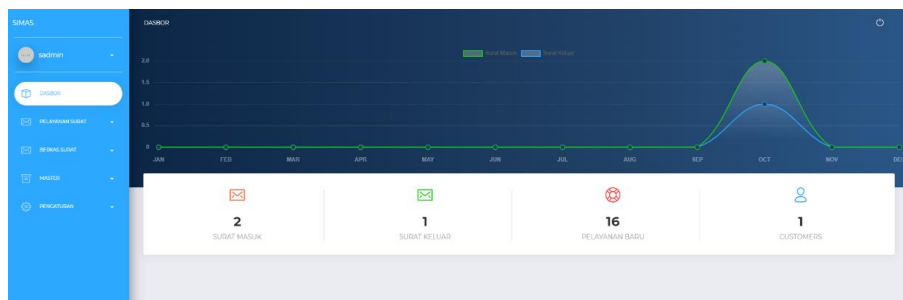 SIMAS
DASBOR
sadmin
DASBOR
PELAYANAN SURAT
BERKAS SURAT
MASTER
PENGATURAN
Surat Masuk Surat Keluar
2.0
1.5
1.0
0.5
0
JAN FEB MAR APR MAY JUN JUL AUG SEP OCT NOV DE
2
SURAT MASUK
1
SURAT KELUAR
16
PELAYANAN BARU
1
CUSTOMERS